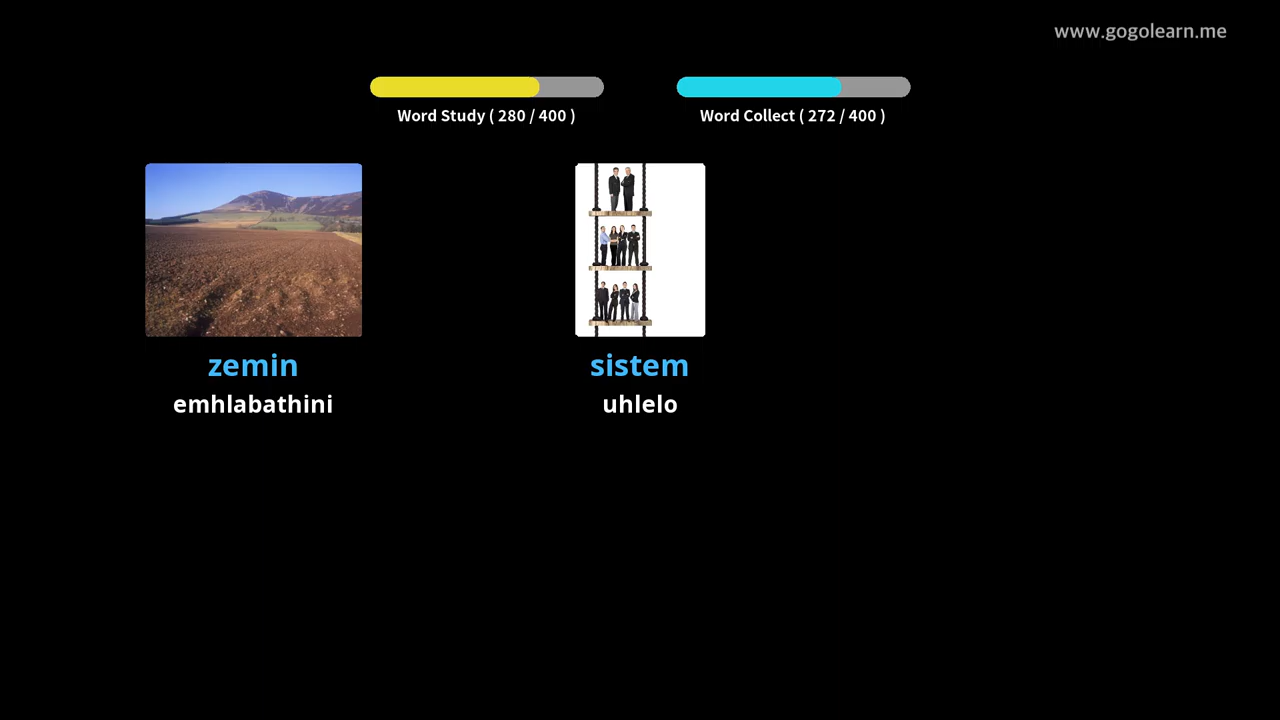 www.gogolearn.me
Word Study ( 280 / 400 )
Word Collect ( 272 / 400 )
zemin
emhlabathini
sistem
uhlelo